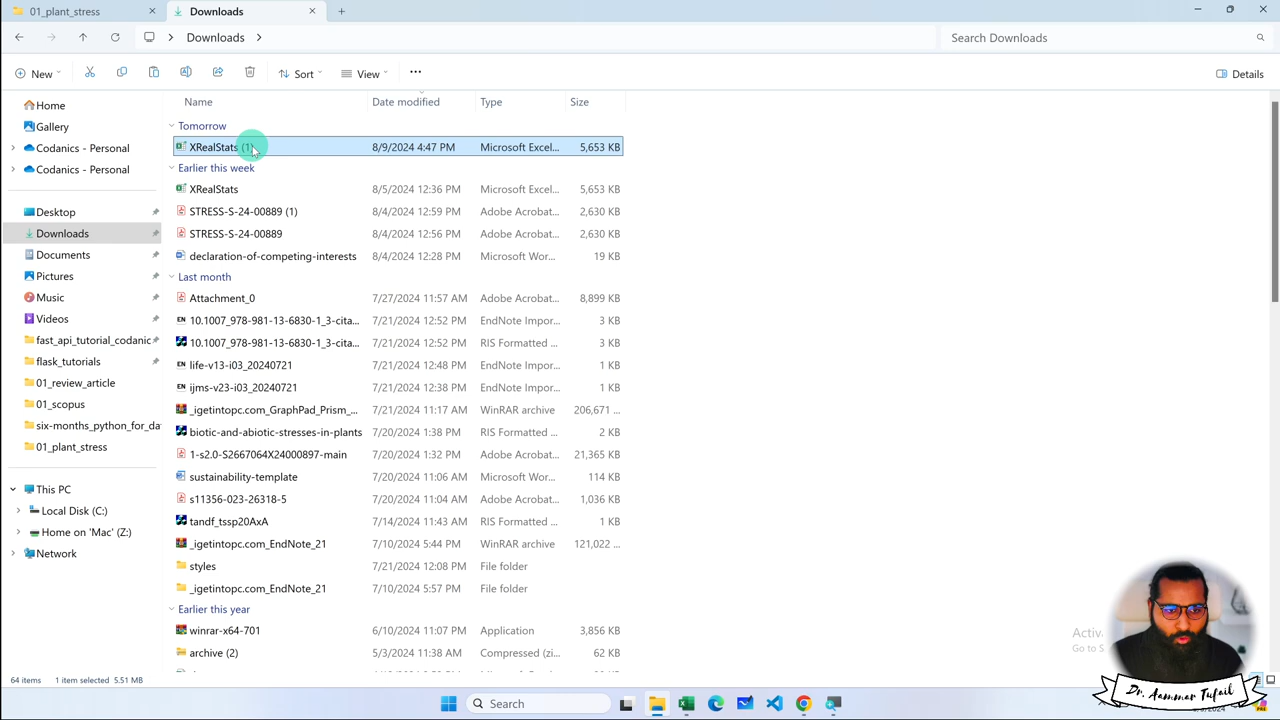 01_plant_stress
Downloads
Downloads
Search Downloads
New
Sort
View
Details
Home
Gallery
Codanics - Personal
Codanics - Personal
Desktop
Downloads
Documents
Pictures
Music
Videos
fast_api_tutorial_codanic
flask_tutorials
01_review_article
01_scopus
six-months_python_for_da
01_plant_stress
This PC
Local Disk (C:)
Home on 'Mac' (Z:)
Network
Name Date modified Type Size
Tomorrow
XRealStats (1) 8/9/2024 4:47 PM Microsoft Excel... 5,653 KB
Earlier this week
XRealStats 8/5/2024 12:36 PM Microsoft Excel... 5,653 KB
STRESS-S-24-00889 (1) 8/4/2024 12:59 PM Adobe Acrobat... 2,630 KB
STRESS-S-24-00889 8/4/2024 12:56 PM Adobe Acrobat... 2,630 KB
declaration-of-competing-interests 8/4/2024 12:28 PM Microsoft Wor... 19 KB
Last month
Attachment_0 7/27/2024 11:57 AM Adobe Acrobat... 8,899 KB
10.1007_978-981-13-6830-1_3-cita... 7/21/2024 12:52 PM EndNote Impor... 3 KB
10.1007_978-981-13-6830-1_3-cita... 7/21/2024 12:52 PM RIS Formatted ... 3 KB
life-v13-i03_20240721 7/21/2024 12:48 PM EndNote Impor... 1 KB
ijms-v23-i03_20240721 7/21/2024 12:38 PM EndNote Impor... 1 KB
_igetintopc.com_GraphPad_Prism_... 7/21/2024 11:17 AM WinRAR archive 206,671 ...
biotic-and-abiotic-stresses-in-plants 7/20/2024 1:38 PM RIS Formatted ... 2 KB
1-s2.0-S2667064X24000897-main 7/20/2024 1:32 PM Adobe Acrobat... 21,365 KB
sustainability-template 7/20/2024 11:06 AM Microsoft Wor... 114 KB
s11356-023-26318-5 7/20/2024 11:04 AM Adobe Acrobat... 1,036 KB
tandf_tssp20AxA 7/14/2024 11:43 AM RIS Formatted ... 1 KB
_igetintopc.com_EndNote_21 7/10/2024 5:44 PM WinRAR archive 121,022 ...
styles 7/21/2024 12:08 PM File folder
_igetintopc.com_EndNote_21 7/10/2024 5:57 PM File folder
Earlier this year
winrar-x64-701 6/10/2024 11:07 PM Application 3,856 KB
archive (2) 5/3/2024 11:38 AM Compressed (zi... 62 KB
64 items 1 item selected 5.51 MB
Go to S
Dr. Aammar Tufail
Search